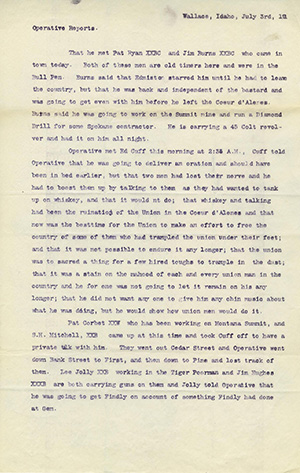 Wallace, Idaho, July 3rd, 191
Operative Reports.
That he met Pat Ryan XXXC and Jim Burns XXXC who came in
town today. Both of these men are old timers here and were in the
Bull Pen. Burns said that Edmiston starved him until he had to leave
the country, but that he was back and independent of the bastard and
was going to get even with him before he left the Coeur d'Alenes.
Burns said he was going to work on the Summit mine and run a Diamond
Drill for some Spokane contractor. He is carrying a 45 Colt revol-
ver and had it on him all night.
Operative met Ed Cuff this morning at 2:35 A.M., Cuff told
Operative that he was going to deliver an oration and should have
been in bed earlier, but that two men had lost their nerve and he
had to boost them up by talking to them as they had wanted to tank
up on whiskey, and that it would nt do; that whiskey and talking
had been the ruination of the Union in the Coeur d'Alenes and that
now was the best time for the Union to make an effort to free the
country of some of them who had trampled the union under their feet;
and that it was not possible to endure it any longer; that the union
was to sacred a thing for a few hired toughs to trample in the dust;
that it was a stain on the mahood of each and every union man in the
country and he for one was not going to let it remain on his any
longer; that he did not want any one to give him any chin music about
what he was doing, but he would show how union men would do it.
Pat Corbet XXW who has been working on Montana Summit, and
S.M. Mitchell, XXB came up at this time and took Cuff off to have a
private talk with him. They went out Cedar Street and Operative went
down Bank Street to First, and then down to Pine and lost track of
them. Lee Jolly XXB working in the Tiger Poorman and Jim Hughes
XXXB are both carrying guns on them and Jolly told Operative that
he was going to get Findly on account of something Findly had done
at Gem.